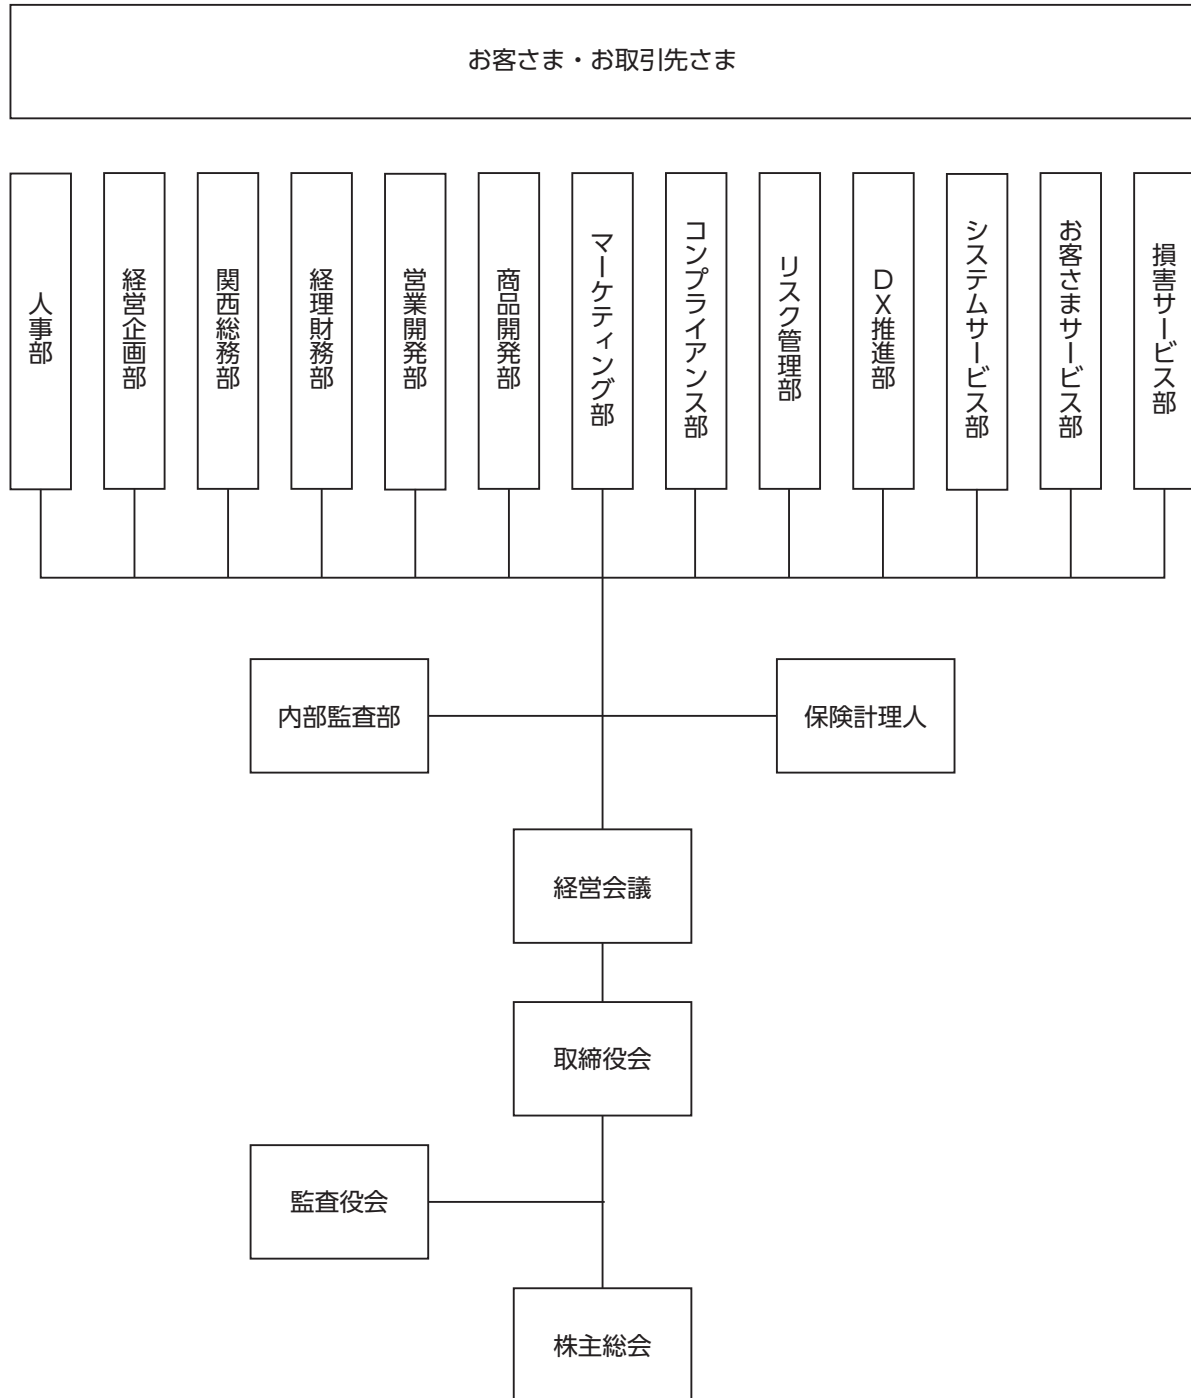 お客さま・お取引先さま
人事部
経営企画部
関西総務部
経理財務部
営業開発部
商品開発部
マーケティング部
コンプライアンス部
リスク管理部
DX推進部
システムサービス部
お客さまサービス部
損害サービス部
内部監査部
保険計理人
経営会議
取締役会
監査役会
株主総会